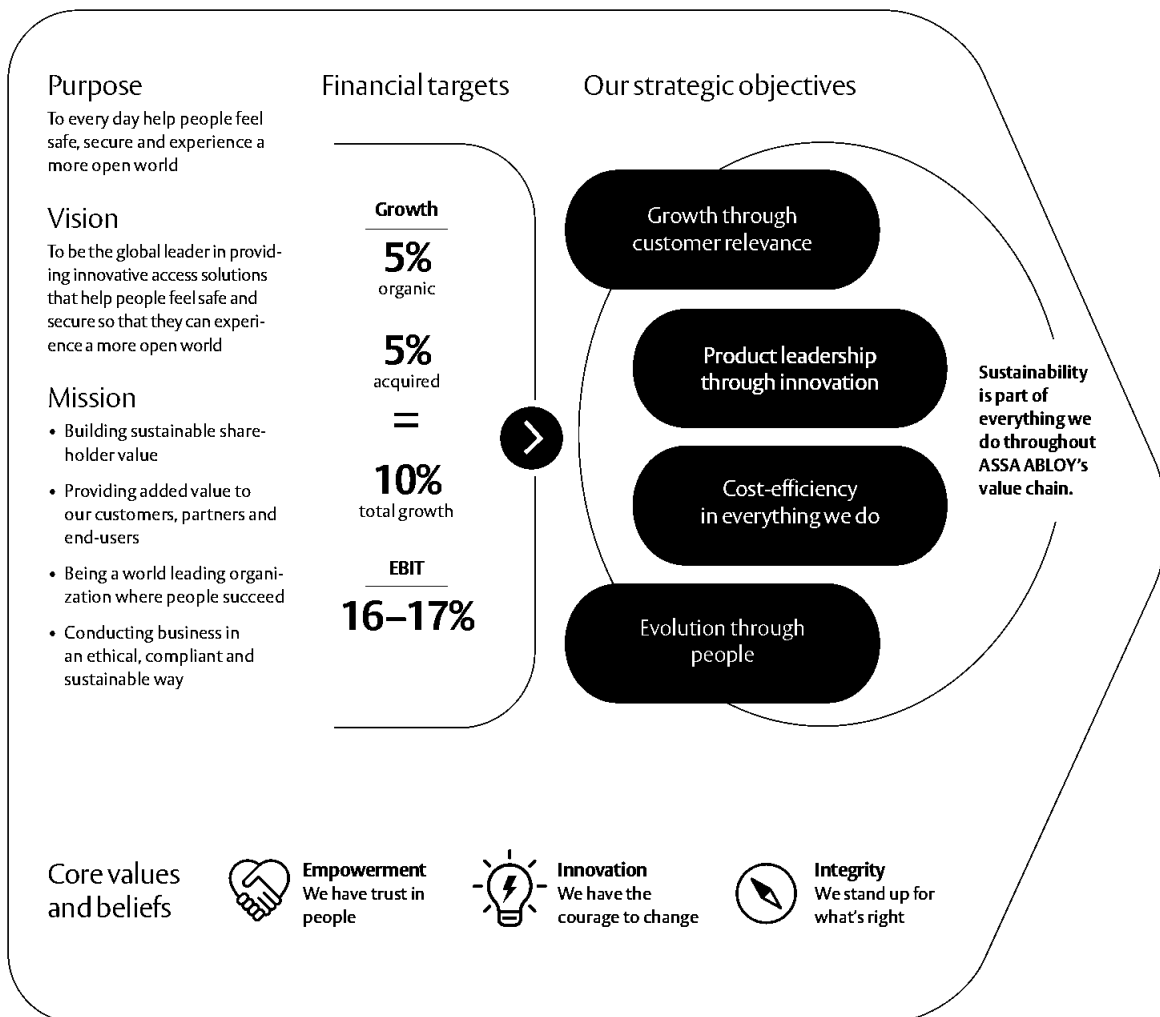 Purpose
To every day help people feel
safe, secure and experience a
more open world
Vision
To be the global leader in provid-
ing innovative access solutions
that help people feel safe and
secure so that they can experi-
ence a more open world
Mission
• Building sustainable share-
holder value
• Providing added value to
our customers, partners and
end-users
• Being a world leading organi-
zation where people succeed
• Conducting business in
an ethical, compliant and
sustainable way
Financial targets
Growth
5%
organic
5%
acquired
=
10%
total growth
EBIT
16–17%
Our strategic objectives
Growth through
customer relevance
Product leadership
through innovation
Cost-efficiency
in everything we do
Evolution through
people
Sustainability
is part of
everything we
do throughout
ASSA ABLOY's
value chain.
Core values
and beliefs
Empowerment
We have trust in
people
Innovation
We have the
courage to change
Integrity
We stand up for
what's right